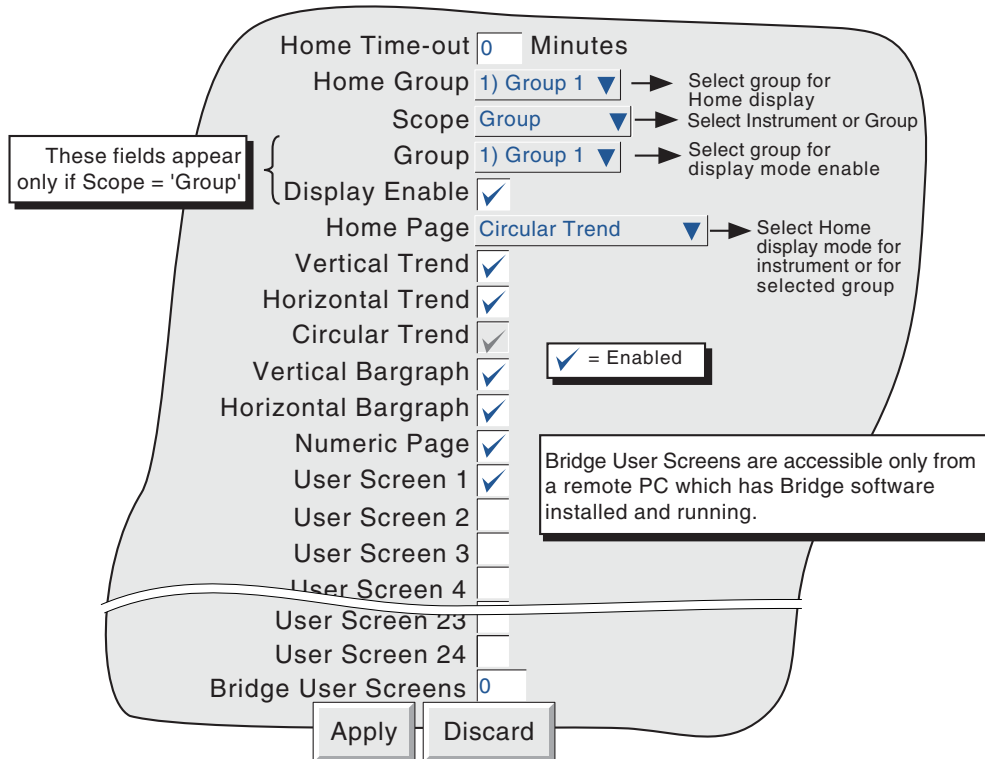 Home Time-out 0 Minutes
Home Group 1) Group 1
Select group for
Home display
Scope Group
Select Instrument or Group
These fields appear
only if Scope = 'Group'
Group 1) Group 1
Select group for
display mode enable
Display Enable
Home Page Circular Trend
Select Home
display mode for
instrument or for
selected group
Vertical Trend
Horizontal Trend
Circular Trend
= Enabled
Vertical Bargraph
Horizontal Bargraph
Numeric Page
User Screen 1
Bridge User Screens are accessible only from
a remote PC which has Bridge software
installed and running.
User Screen 2
User Screen 3
User Screen 4
User Screen 23
User Screen 24
Bridge User Screens 0
Apply Discard